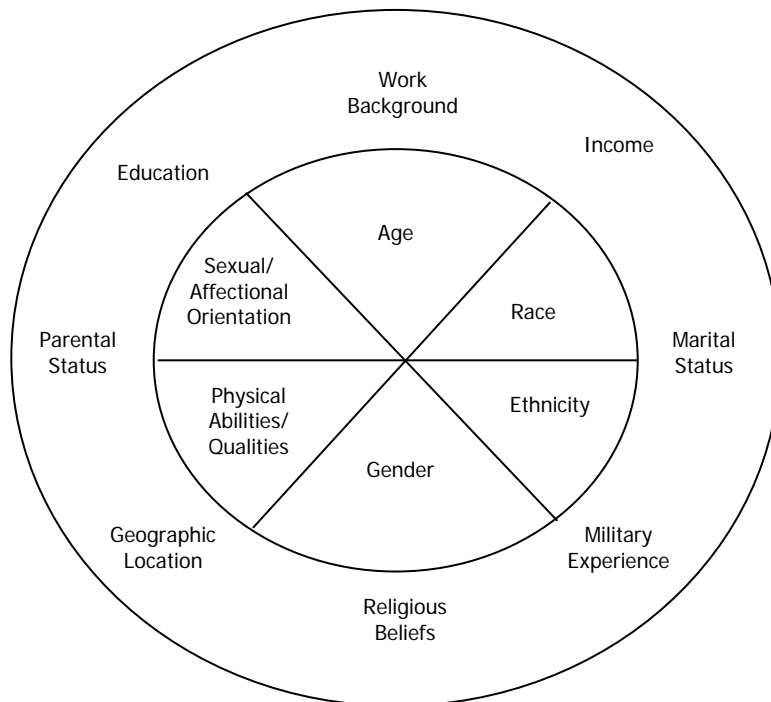 Work
Background
Income
Education
Age
Sexual/
Affectional
Orientation
Race
Parental
Status
Marital
Status
Physical
Abilities/
Qualities
Ethnicity
Gender
Geographic
Location
Military
Experience
Religious
Beliefs